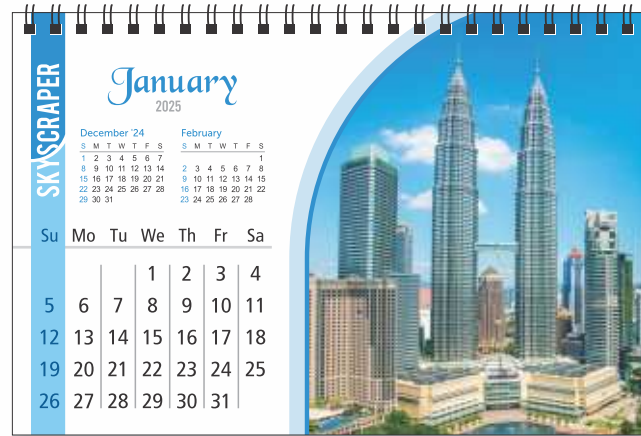 SKYSCRAPER
January
2025
December '24
S M T W T F S
1 2 3 4 5 6 7
8 9 10 11 12 13 14
15 16 17 18 19 20 21
22 23 24 25 26 27 28
29 30 31
February
S M T W T F S
1
2 3 4 5 6 7 8
9 10 11 12 13 14 15
16 17 18 19 20 21 22
23 24 25 26 27 28
Su Mo Tu We Th Fr Sa
1 2 3 4
5 6 7 8 9 10 11
12 13 14 15 16 17 18
19 20 21 22 23 24 25
26 27 28 29 30 31